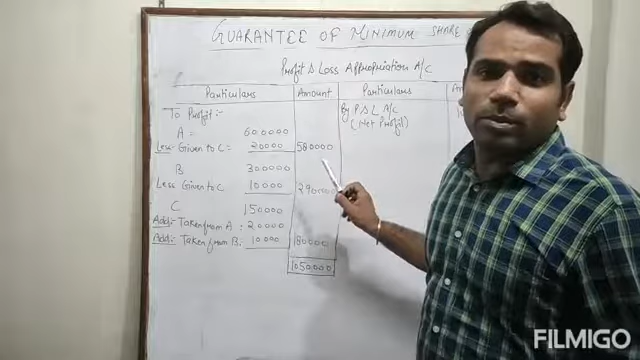 GUARANTEE OF MINIMUM SHARE
Profit & Loss Appropriation A/C
Particulars Amount Particulars
To Profit:- By P & L A/C
A = 600000 (Net Profit)
Less:- Given to C = 20000 580000
B 300000
Less Given to C 10000 290000
C 150000
Add:- Taken from A = 20000
Add:- Taken from B = 10000 180000
1050000
FILMIGO